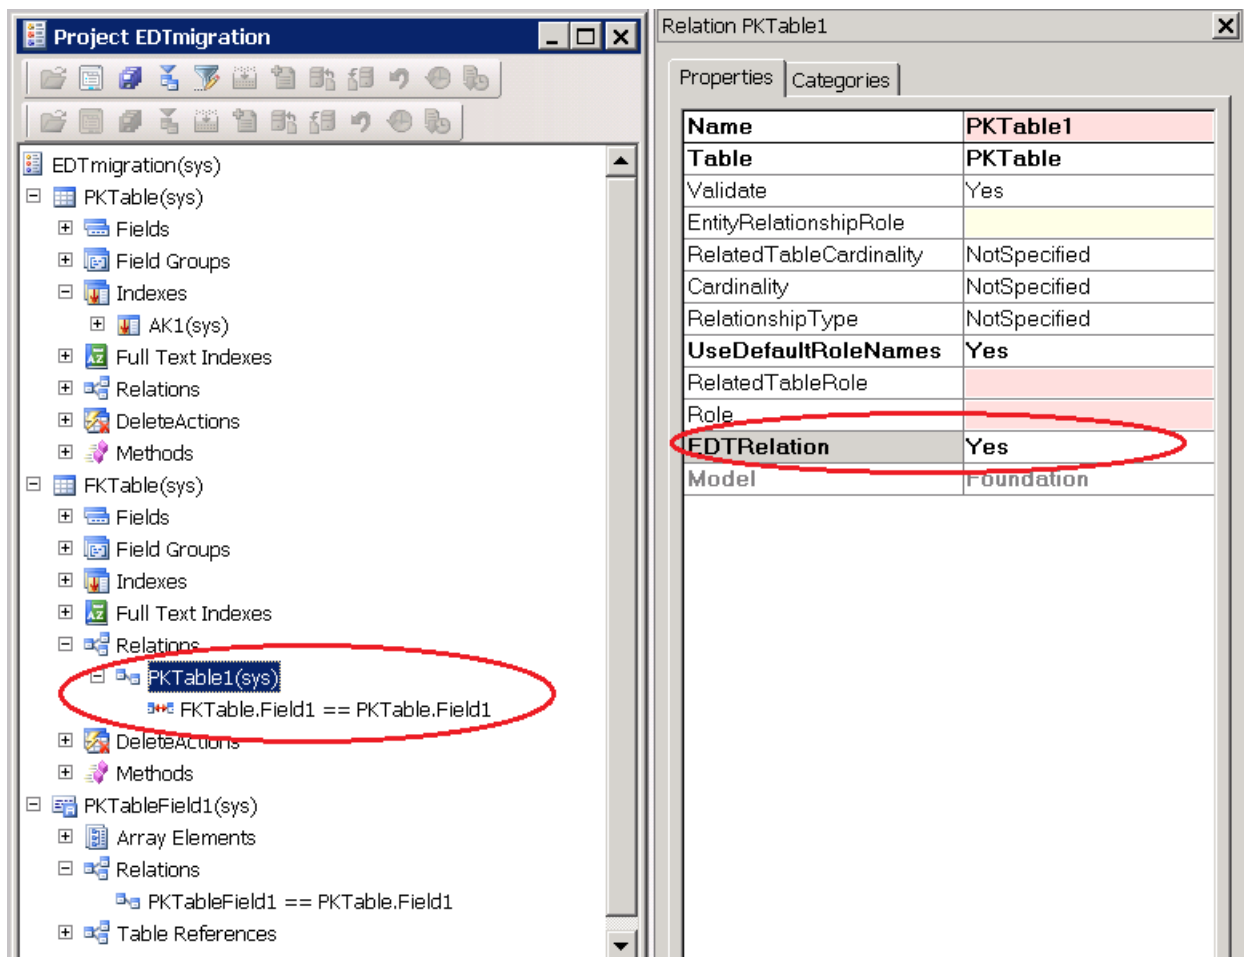 Project EDTmigration
EDTmigration(sys)
PKTable(sys)
Fields
Field Groups
Indexes
AK1(sys)
Full Text Indexes
Relations
DeleteActions
Methods
FKTable(sys)
Fields
Field Groups
Indexes
Full Text Indexes
Relations
PKTable1(sys)
FKTable.Field1 == PKTable.Field1
DeleteActions
Methods
PKTableField1(sys)
Array Elements
Relations
PKTableField1 == PKTable.Field1
Table References
Relation PKTable1
Properties Categories
Name PKTable1
Table PKTable
Validate Yes
EntityRelationshipRole
RelatedTableCardinality NotSpecified
Cardinality NotSpecified
RelationshipType NotSpecified
UseDefaultRoleNames Yes
RelatedTableRole
Role
EDTRelation Yes
Model Foundation